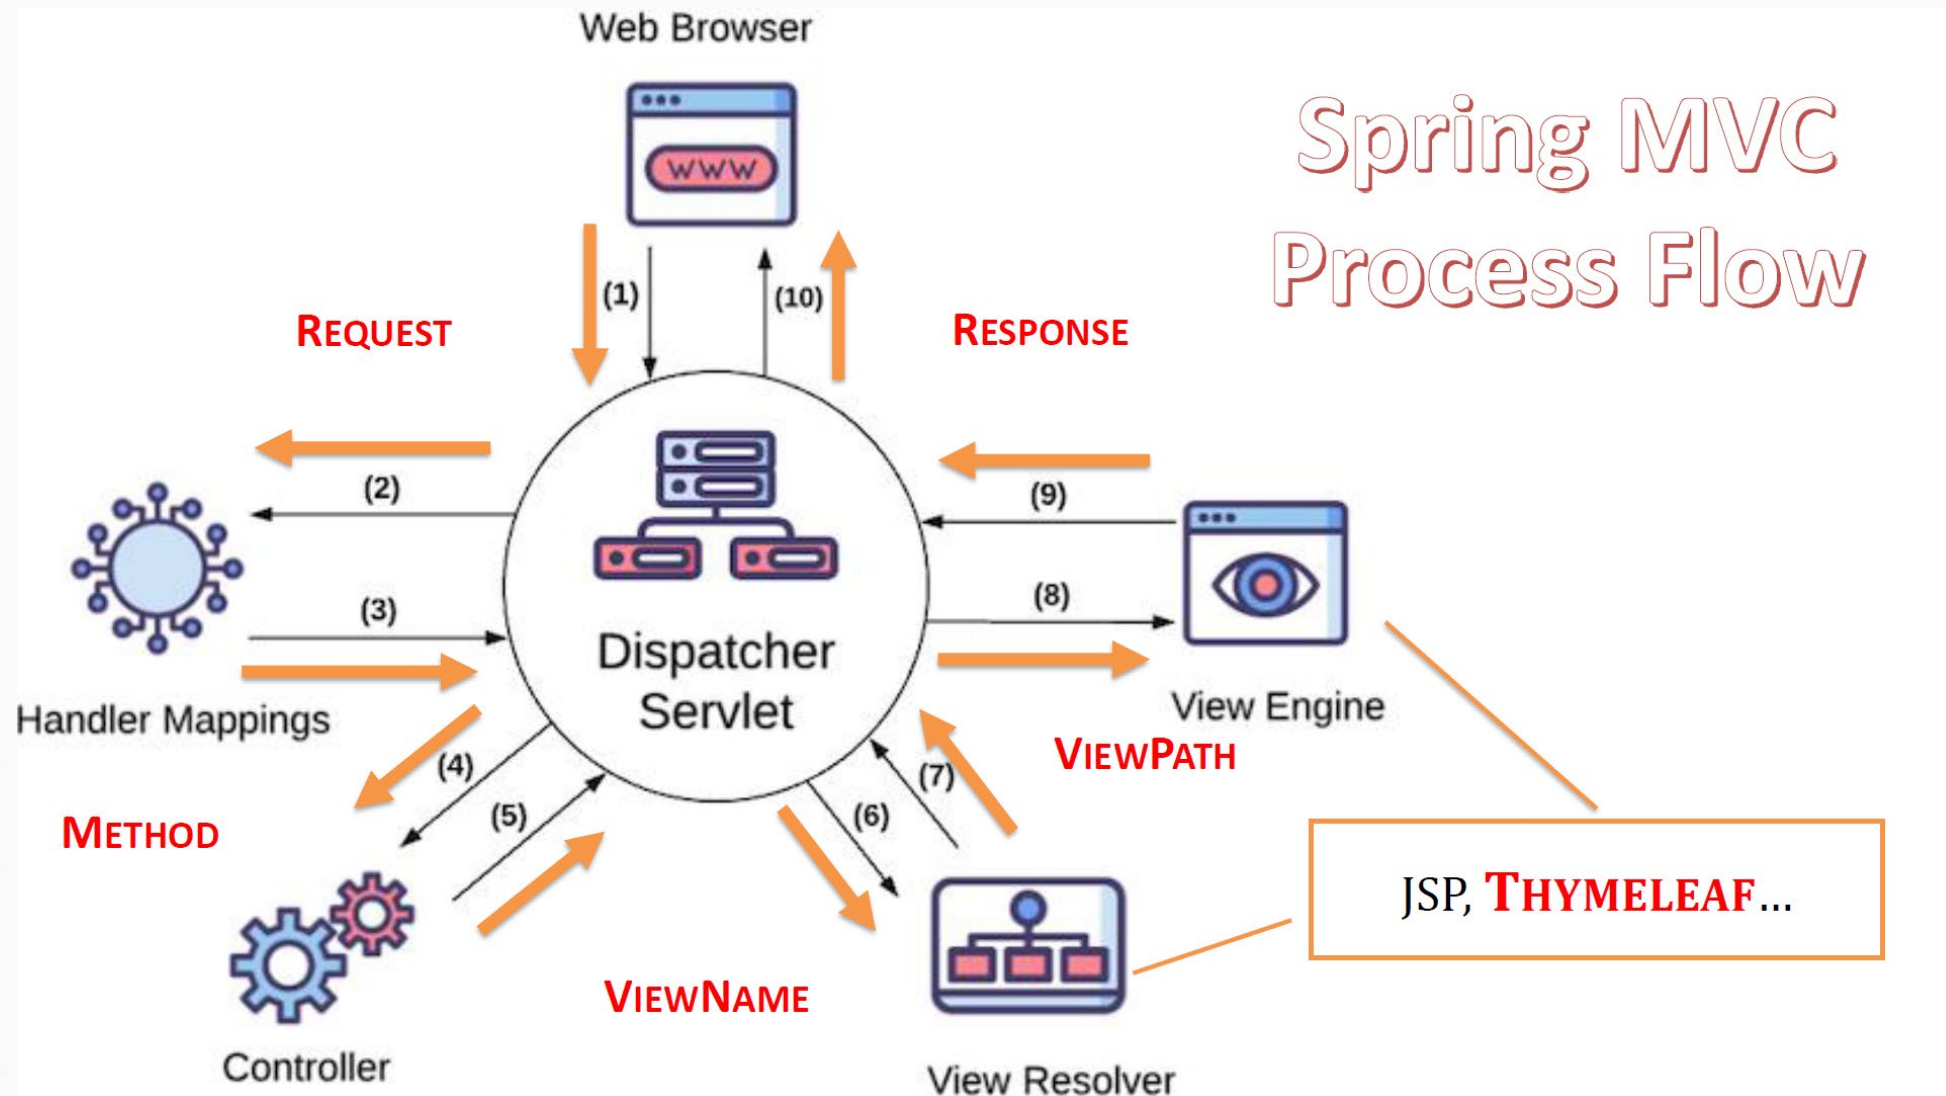 Web Browser
WWW
Spring MVC
Process Flow
(1)
(10)
REQUEST
RESPONSE
(2)
(9)
(3)
(8)
Dispatcher
Servlet
Handler Mappings
View Engine
(4)
(5)
(6)
(7)
VIEWPATH
METHOD
JSP, THYMELEAF...
VIEWNAME
Controller
View Resolver